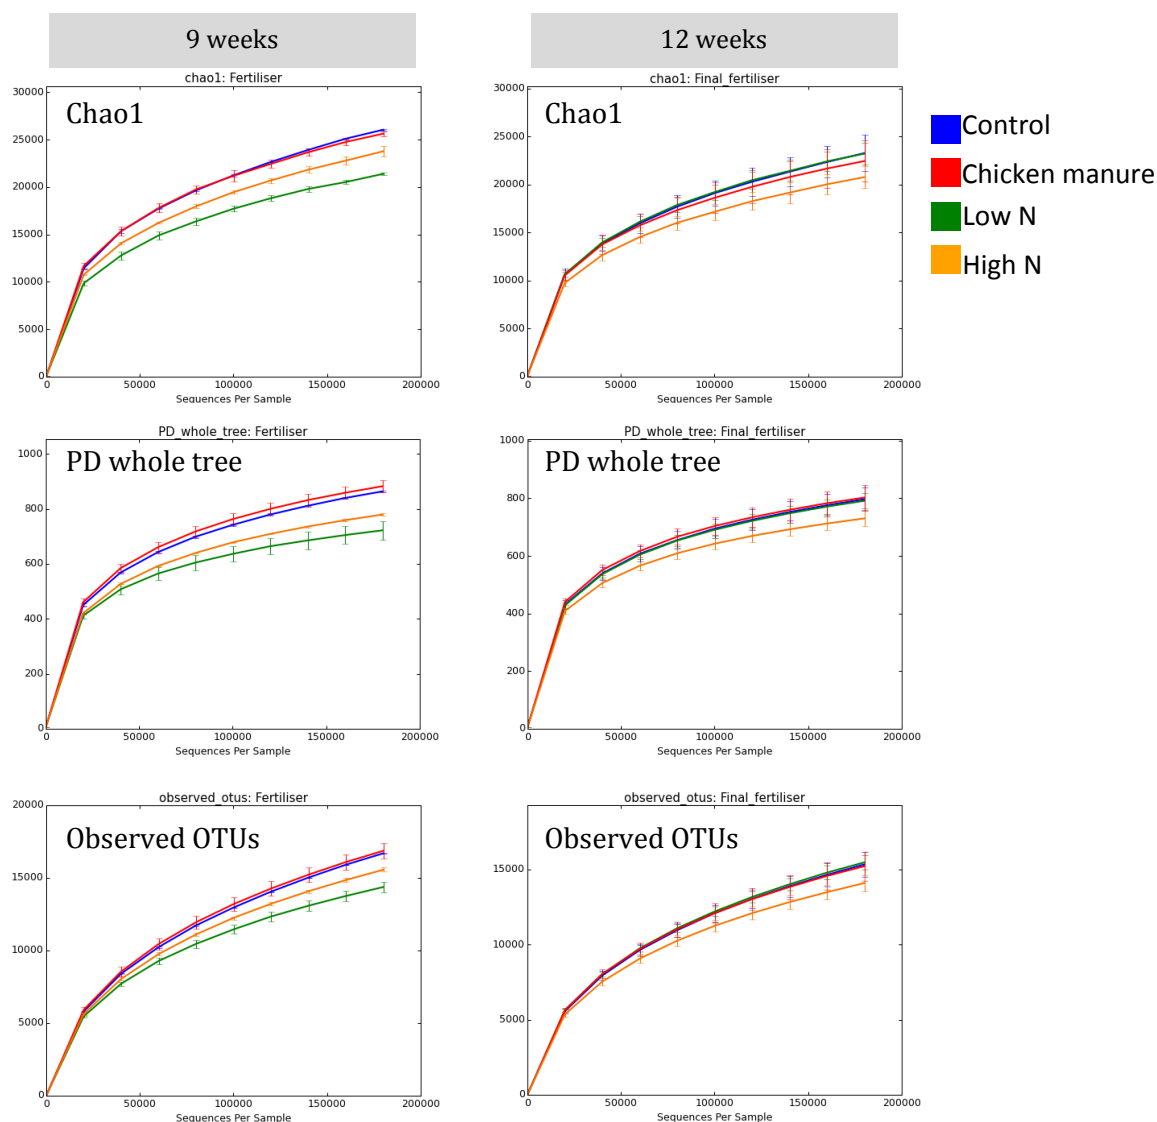 9 weeks
12 weeks
chao1: Fertiliser
Chao1
30000
25000
20000
15000
10000
5000
0
0
50000
100000
150000
200000
Sequences Per Sample
chao1: Final_fertiliser
Chao1
30000
25000
20000
15000
10000
5000
0
0
50000
100000
150000
200000
Sequences Per Sample
Control
Chicken manure
Low N
High N
PD_whole_tree: Fertiliser
PD whole tree
1000
800
600
400
200
0
0
50000
100000
150000
200000
Sequences Per Sample
PD_whole_tree: Final_fertiliser
PD whole tree
1000
800
600
400
200
0
0
50000
100000
150000
200000
Sequences Per Sample
observed_otus: Fertiliser
Observed OTUs
20000
15000
10000
5000
0
0
50000
100000
150000
200000
Sequences Per Sample
observed_otus: Final_fertiliser
Observed OTUs
15000
10000
5000
0
0
50000
100000
150000
200000
Sequences Per Sample